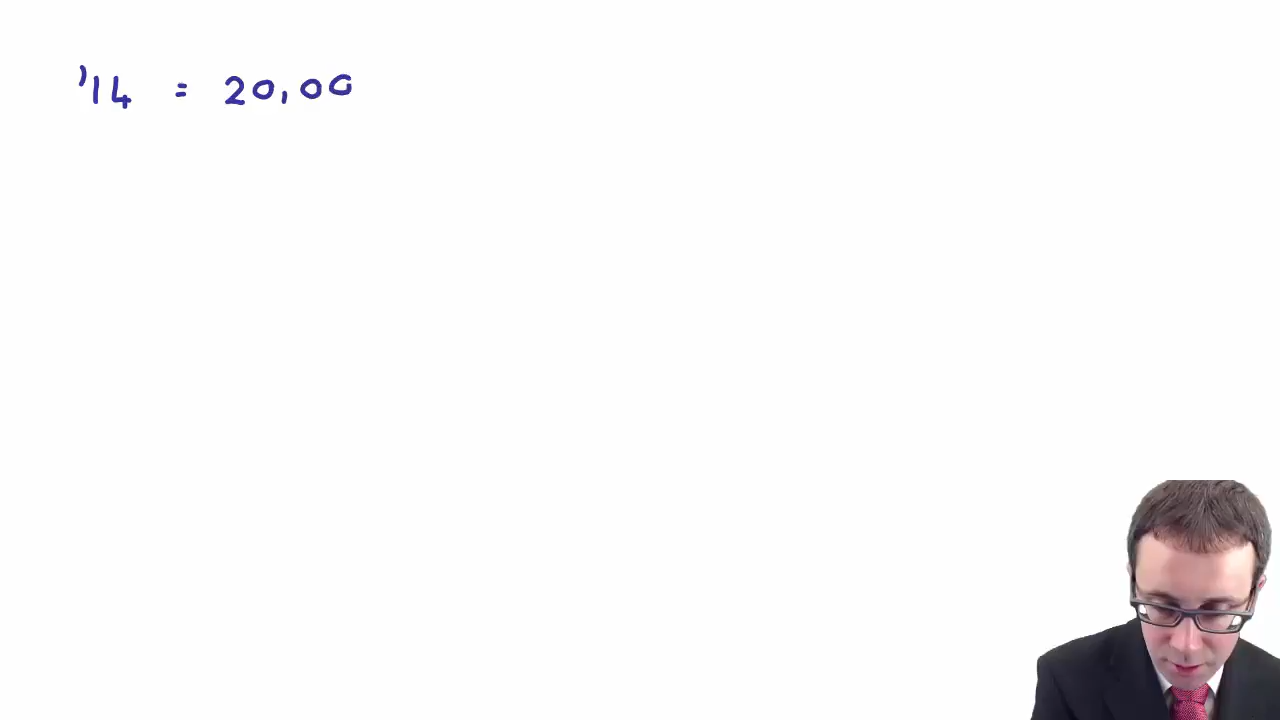 '14 = 20,00